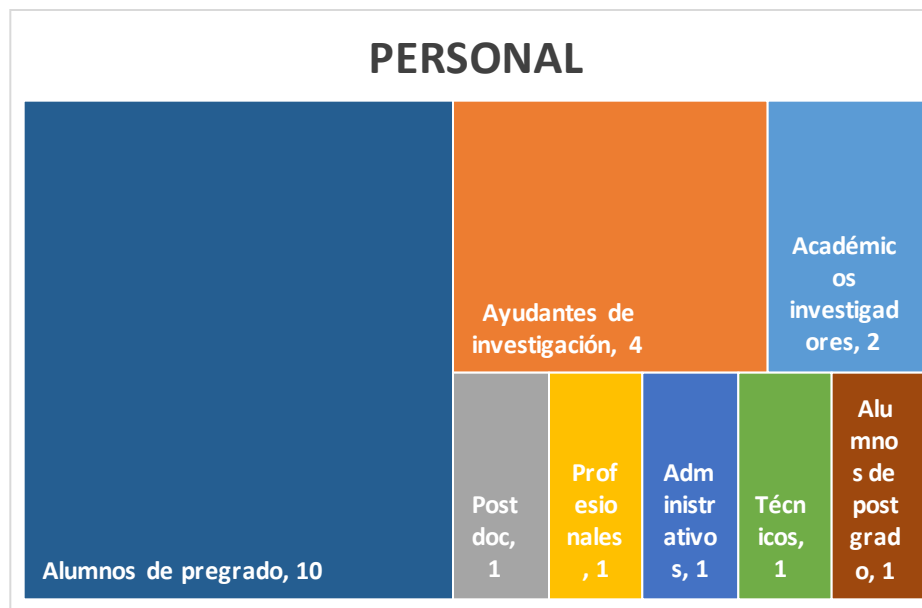 PERSONAL
Alumnos de pregrado, 10
Ayudantes de
investigación, 4
Académic
os
investigad
ores, 2
Post
doc,
1
Prof
esio
nales
, 1
Adm
inistr
ativo
s, 1
Técn
icos,
1
Alu
mno
s de
post
grad
o, 1